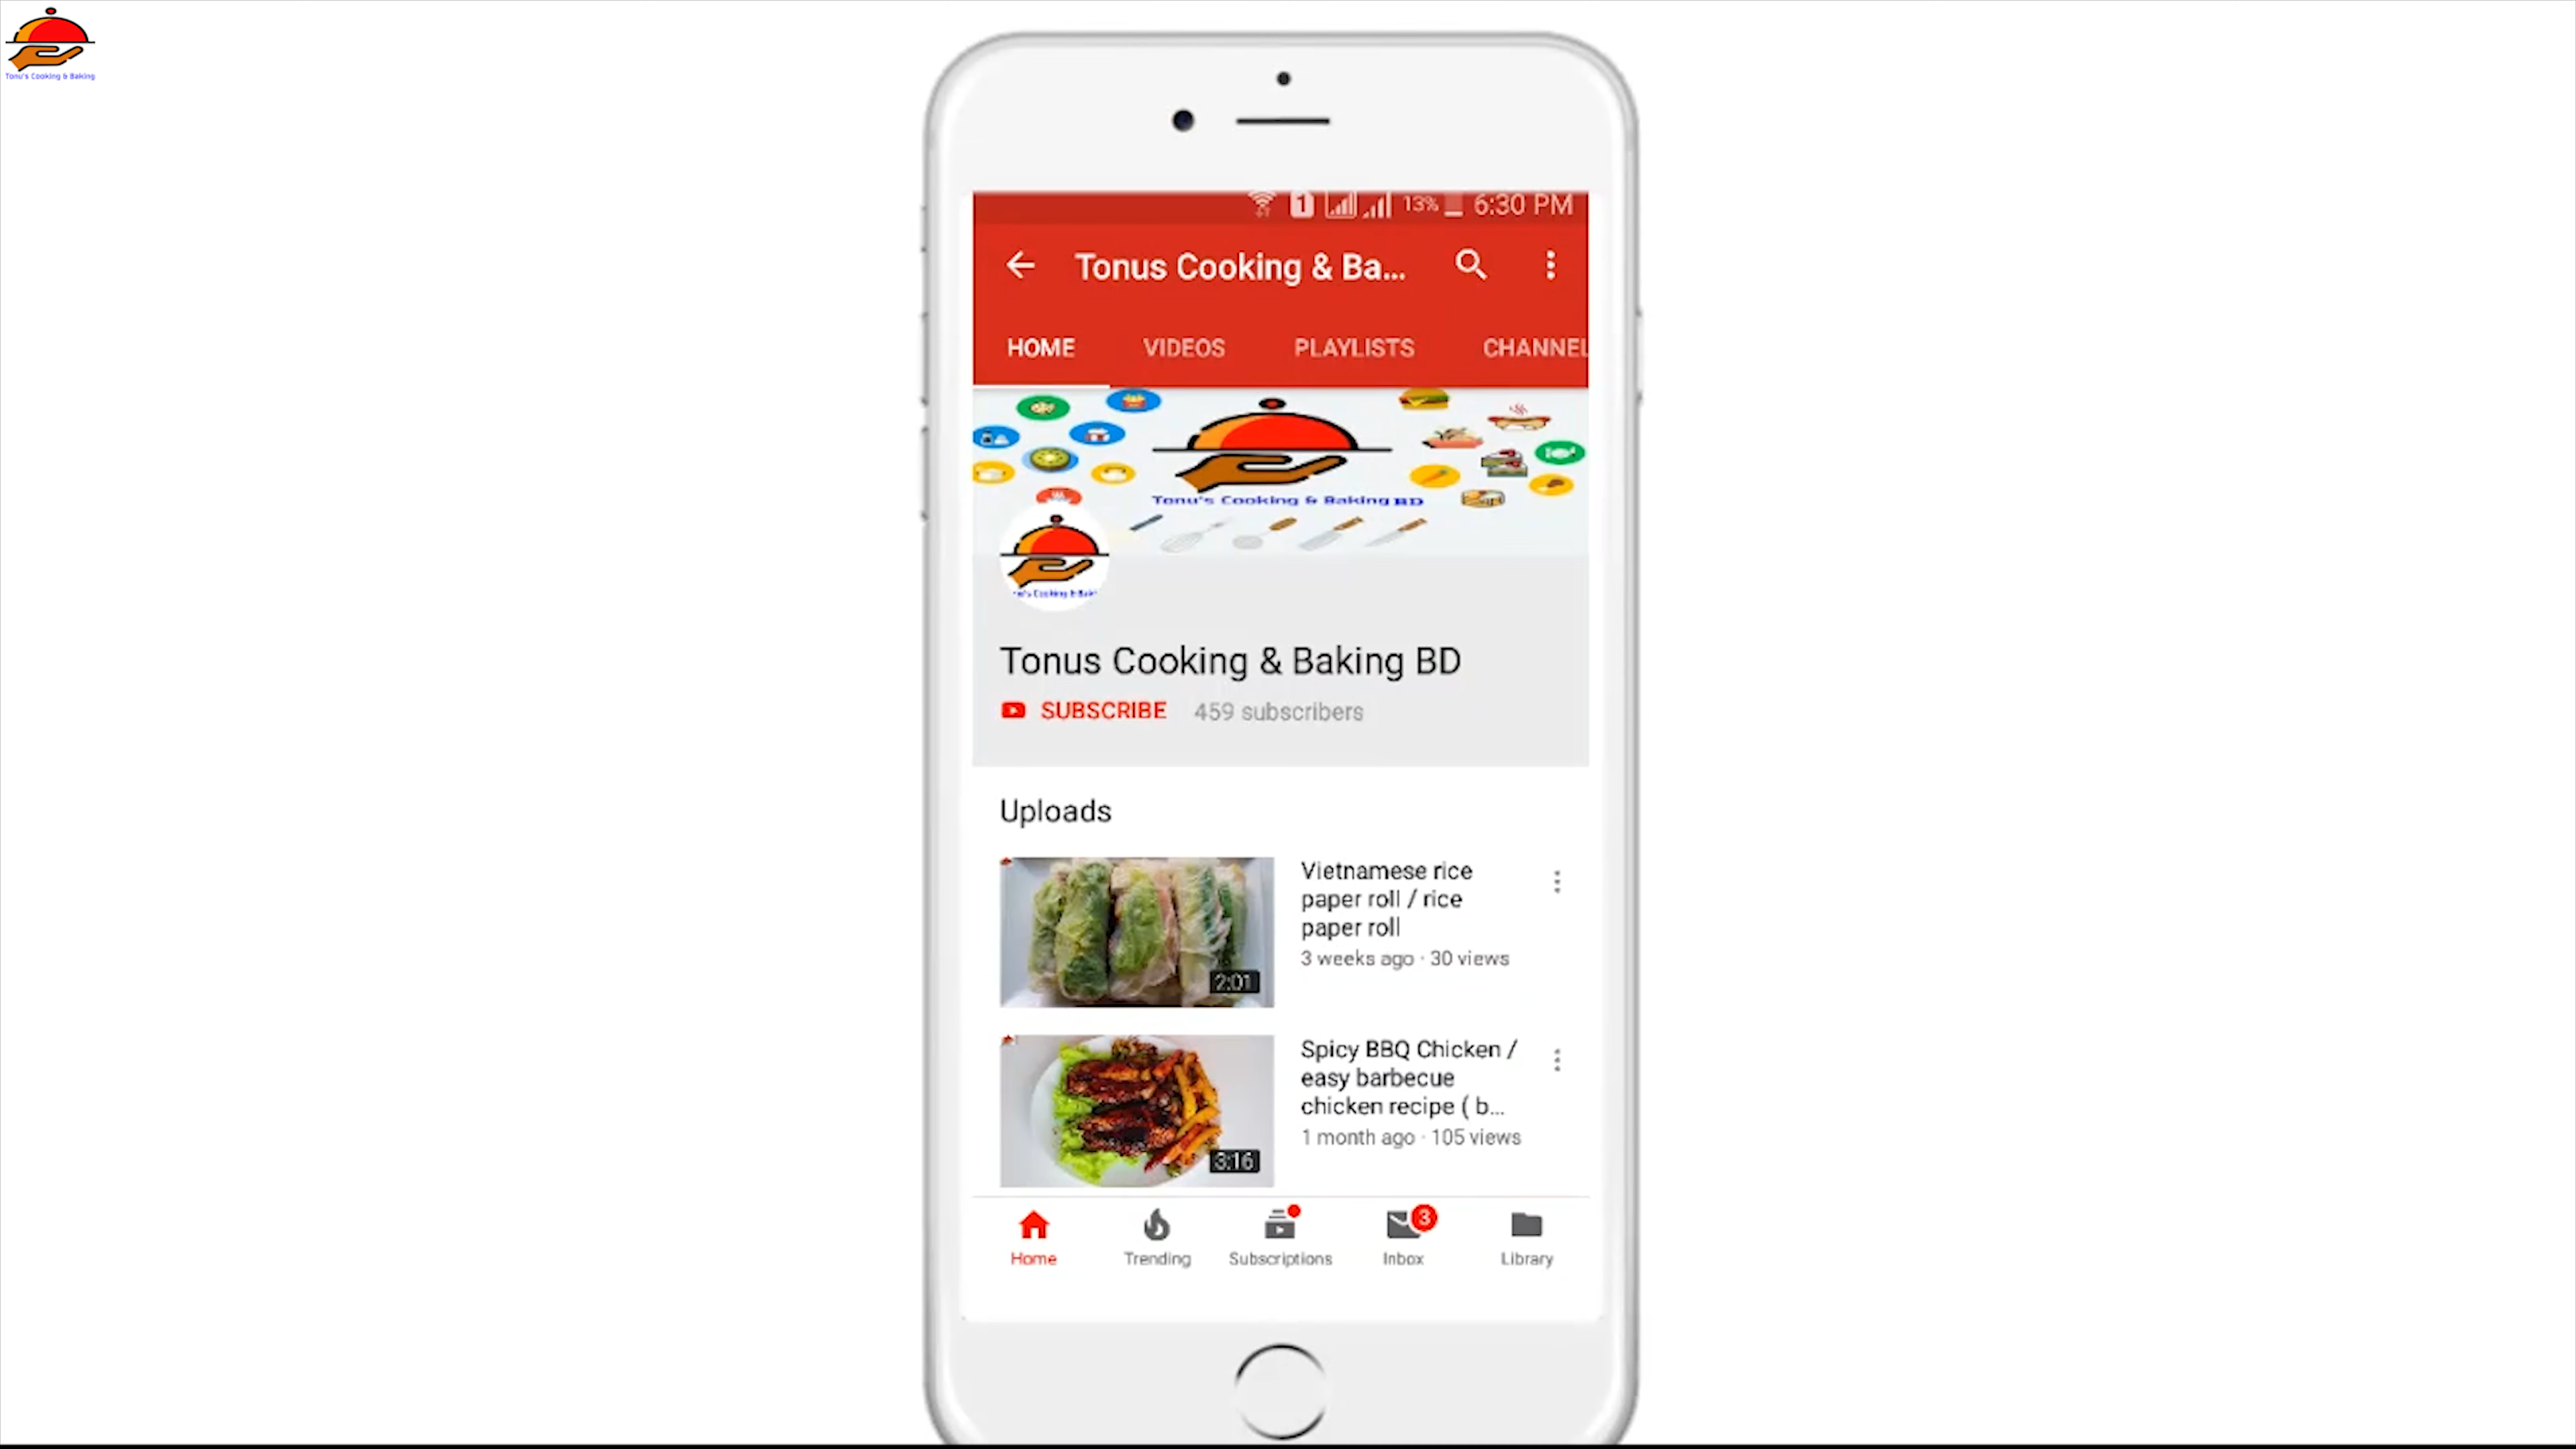 Tonu's Cooking & Baking
1 13% 6:30 PM
Tonus Cooking & Ba...
HOME VIDEOS PLAYLISTS CHANNEL
Tonu's Cooking & Baking BD
Tonus Cooking & Baking BD
SUBSCRIBE 459 subscribers
Uploads
Vietnamese rice
paper roll / rice
paper roll
3 weeks ago · 30 views
2:01
Spicy BBQ Chicken /
easy barbecue
chicken recipe ( b...
1 month ago · 105 views
3:16
3
Home Trending Subscriptions Inbox Library